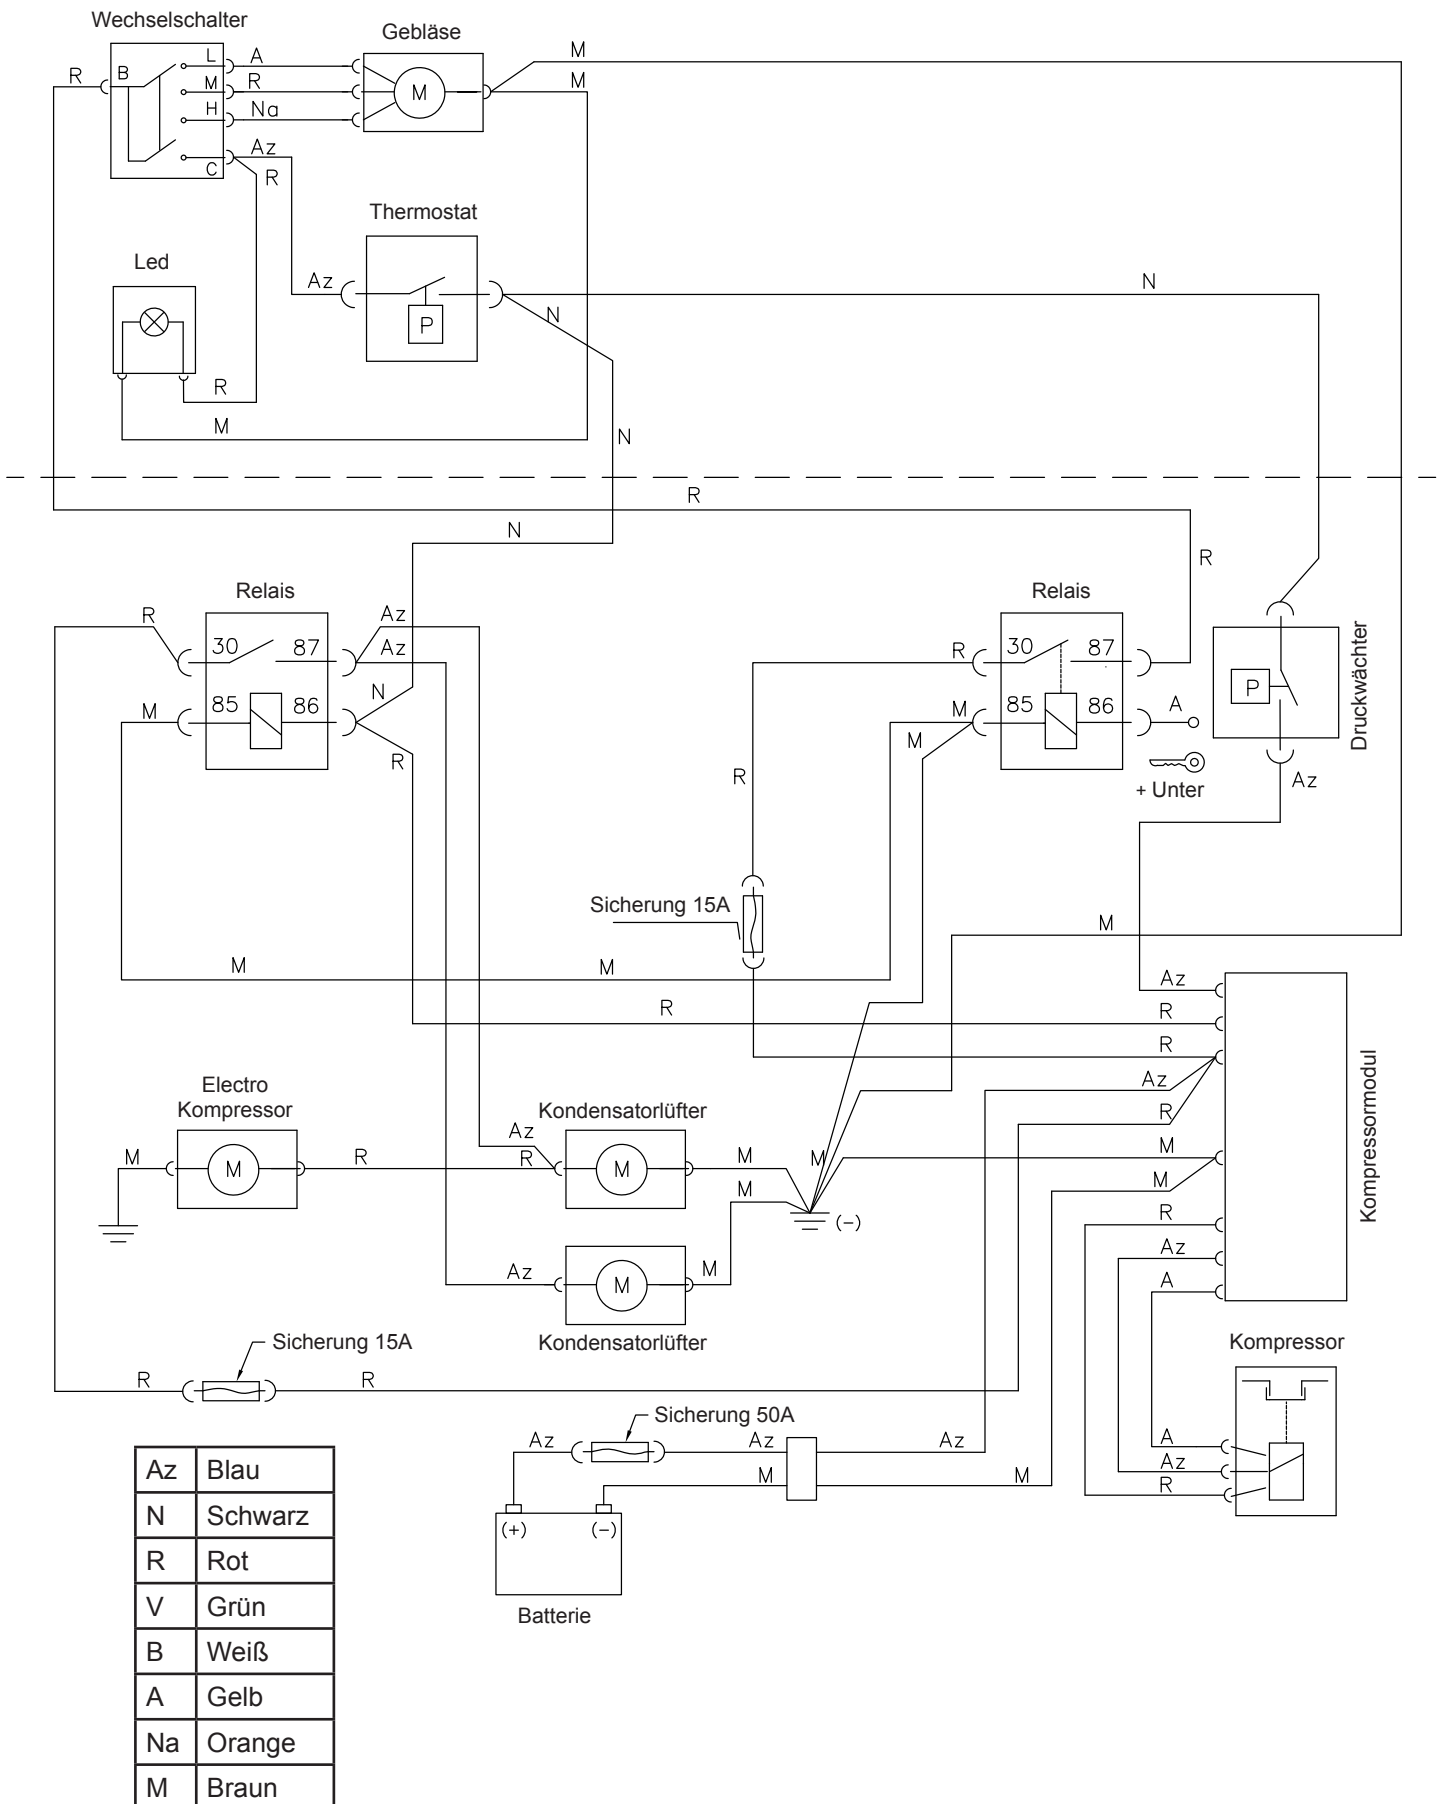 Wechselschalter
Gebläse
M
L
A
R
B
M
R
M
M
H
Na
Az
C
R
Thermostat
Led
Az
N
N
P
R
M
N
R
N
R
Relais
Relais
R
Az
30
87
Az
R
30
87
Druckwächter
N
P
M
85
86
M
85
86
A
M
R
R
+ Unter
Az
Sicherung 15A
M
M
M
Az
R
R
R
Az
Electro
Kompressor
Kondensatorlüfter
R
Kompressormodul
Az
M
R
R
M
M
M
M
M
M
M
R
(-)
Az
Az
M
M
A
Sicherung 15A
Kondensatorlüfter
Kompressor
R
R
Sicherung 50A
Az
Az
Az
A
M
M
Az
R
(+)
(-)
Batterie
Az Blau
N Schwarz
R Rot
V Grün
B Weiß
A Gelb
Na Orange
M Braun